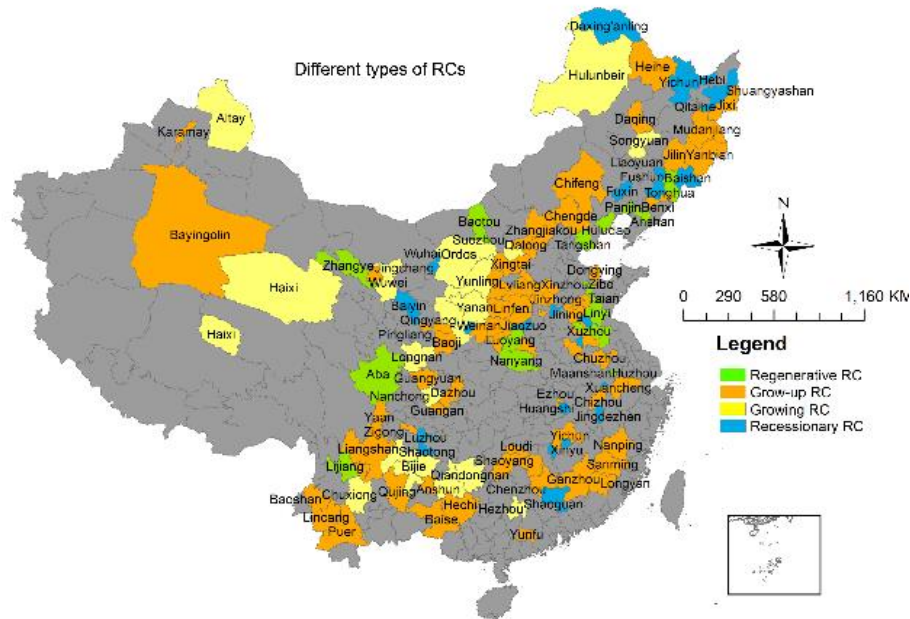 Different types of RCs
Daxing'anling
Hulunbeir
Heihe
Yichun
Hebi
Shuangyashan
Qitaihe
Jixi
Altay
Karamay
Daqing
Mudanjiang
Songyuan
Jilin
Yanbian
Liaoyuan
Fushun
Baishan
Chifeng
Fuxin
Tonghua
Panjin
Benxi
Baotou
Chengde
Anshan
Zhangjiakou
Huludao
Bayingolin
Suozhou
Datong
Tangshan
Wuhai
Ordos
Zhangye
Jingchang
Xingtai
Dongying
Wuwei
Yunling
Lvliang
Xinzhou
Zibo
Haixi
Baiyin
Yanan
Linfen
Jinzhong
Taian
Qingyang
Weinan
Jiaozuo
Jining
Linyi
Pingliang
Baoji
Luoyang
Xuzhou
Haixi
Longnan
Nanyang
Chuzhou
Aba
Guangyuan
Maanshan
Huzhou
Nanchong
Dazhou
Ezhou
Xuancheng
Guangan
Chizhou
Huangshi
Jingdezhen
Yaan
Zigong
Luzhou
Yichun
Nanping
Liangshan
Shaotong
Loudi
Xinyu
Lijiang
Bijie
Shaoyang
Sanming
Qiandongnan
Ganzhou
Baoshan
Chuxiong
Qujing
Anshun
Chenzhou
Longyan
Lincang
Hechi
Hezhou
Shaoguan
Puer
Baise
Yunfu
N
0 290 580 1,160 KM
Legend
Regenerative RC
Grow-up RC
Growing RC
Recessionary RC